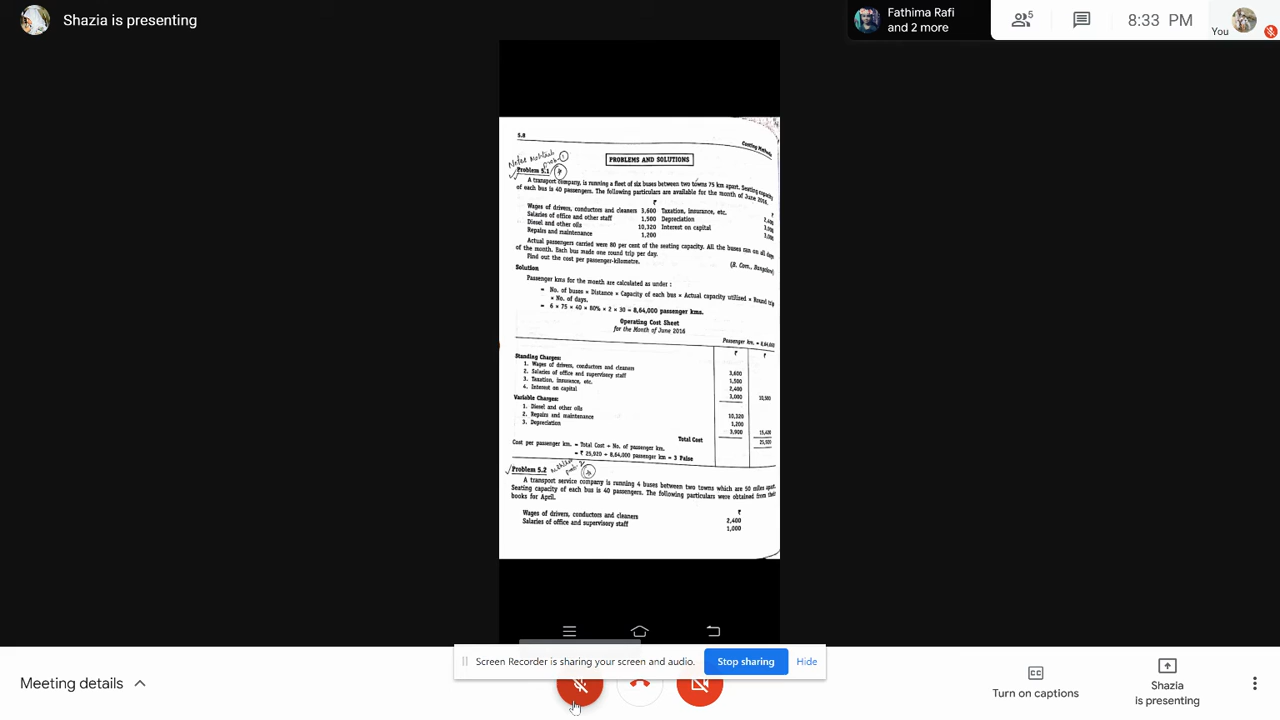 Shazia is presenting
Fathima Rafi
and 2 more
5
8:33 PM
You
5.8
Costing Methods
PROBLEMS AND SOLUTIONS
Problem 5.1
A transport company, is running a fleet of six buses between two towns 75 km apart. Seating capacity
of each bus is 40 passengers. The following particulars are available for the month of June 2016.
₹ ₹
Wages of drivers, conductors and cleaners 3,600 Taxation, insurance, etc. 2,400
Salaries of office and other staff 1,500 Depreciation
Diesel and other oils 10,320 Interest on capital 3,000
Repairs and maintenance 1,200
Actual passengers carried were 80 per cent of the seating capacity. All the buses ran on all days
of the month. Each bus made one round trip per day.
Find out the cost per passenger-kilometre.
(B. Com., Bangalore)
Solution
Passenger kms for the month are calculated as under :
= No. of buses × Distance × Capacity of each bus × Actual capacity utilized × Round trip
× No. of days.
= 6 × 75 × 40 × 80% × 2 × 30 = 8,64,000 passenger kms.
Operating Cost Sheet
for the Month of June 2016
Passenger km. = 8,64,000
₹ ₹
Standing Charges:
1. Wages of drivers, conductors and cleaners 3,600
2. Salaries of office and supervisory staff 1,500
3. Taxation, insurance, etc. 2,400
4. Interest on capital 3,000 10,500
Variable Charges:
1. Diesel and other oils 10,320
2. Repairs and maintenance 1,200
3. Depreciation 3,900 15,420
Total Cost 25,920
Cost per passenger km. = Total Cost ÷ No. of passenger km.
= ₹ 25,920 ÷ 8,64,000 passenger km = 3 Paise
Problem 5.2
A transport service company is running 4 buses between two towns which are 50 miles apart.
Seating capacity of each bus is 40 passengers. The following particulars were obtained from their
books for April.
₹
Wages of drivers, conductors and cleaners 2,400
Salaries of office and supervisory staff 1,000
Screen Recorder is sharing your screen and audio.
Stop sharing
Hide
Meeting details
Turn on captions
Shazia
is presenting